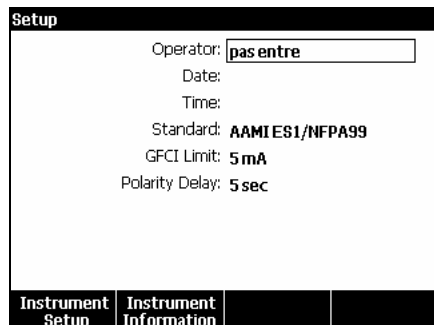 Setup
Operator: pas entre
Date:
Time:
Standard: AAMI ES1/NFPA99
GFCI Limit: 5 mA
Polarity Delay: 5 sec
Instrument Setup
Instrument Information